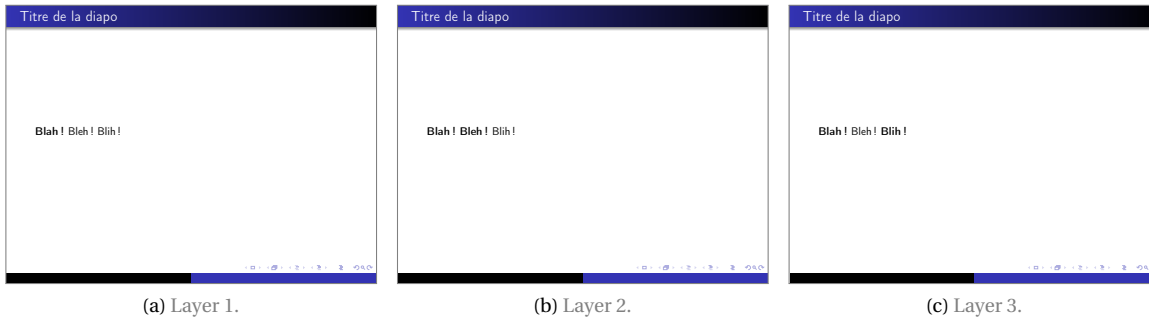 Titre de la diapo
Blah ! Bleh ! Blih !
(a) Layer 1.
Titre de la diapo
Blah ! Bleh ! Blih !
(b) Layer 2.
Titre de la diapo
Blah ! Bleh ! Blih !
(c) Layer 3.